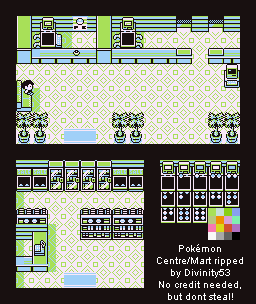 Pokémon
Centre/Mart ripped
by Divinity53
No credit needed,
but dont steal!!